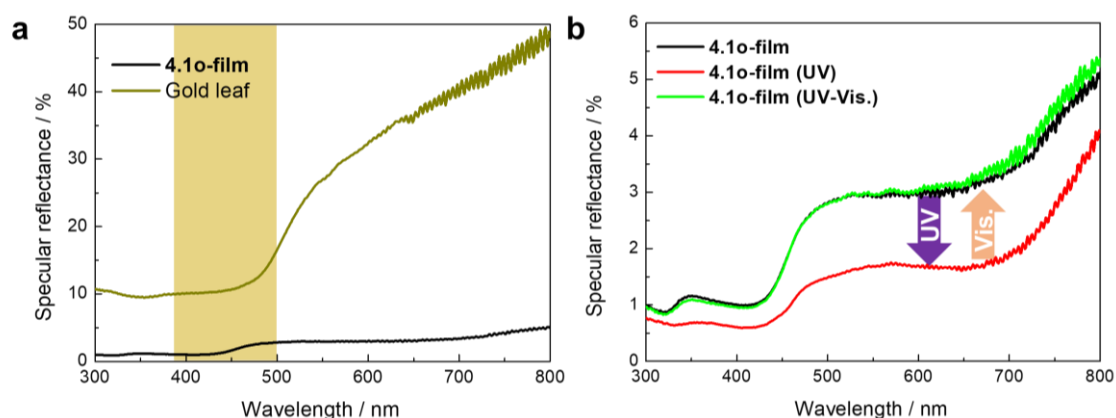 a
50
40
30
20
10
0
Specular reflectance / %
4.1o-film
Gold leaf
300 400 500 600 700 800
Wavelength / nm
b
6
5
4
3
2
1
0
Specular reflectance / %
4.1o-film
4.1o-film (UV)
4.1o-film (UV-Vis.)
UV
Vis.
300 400 500 600 700 800
Wavelength / nm